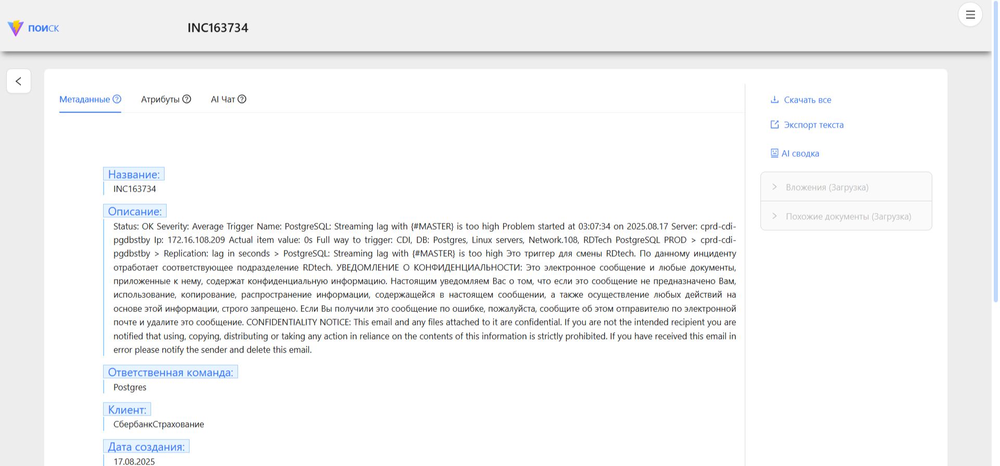 ПОИСК
INC163734
Метаданные
Атрибуты
AI Чат
Скачать все
Экспорт текста
AI сводка
Вложения (Загрузка)
Похожие документы (Загрузка)
Название:
INC163734
Описание:
Status: OK Severity: Average Trigger Name: PostgreSQL: Streaming lag with {#MASTER} is too high Problem started at 03:07:34 on 2025.08.17 Server: cprd-cdi-
pgdbstby Ip: 172.16.108.209 Actual item value: 0s Full way to trigger: CDI, DB: Postgres, Linux servers, Network.108, RDTech PostgreSQL PROD > cprd-cdi-
pgdbstby > Replication: lag in seconds > PostgreSQL: Streaming lag with {#MASTER} is too high Это триггер для смены RDtech. По данному инциденту
отработает соответствующее подразделение RDtech. УВЕДОМЛЕНИЕ О КОНФИДЕНЦИАЛЬНОСТИ: Это электронное сообщение и любые документы,
приложенные к нему, содержат конфиденциальную информацию. Настоящим уведомляем Вас о том, что если это сообщение не предназначено Вам,
использование, копирование, распространение информации, содержащейся в настоящем сообщении, а также осуществление любых действий на
основе этой информации, строго запрещено. Если Вы получили это сообщение по ошибке, пожалуйста, сообщите об этом отправителю по электронной
почте и удалите это сообщение. CONFIDENTIALITY NOTICE: This email and any files attached to it are confidential. If you are not the intended recipient you are
notified that using, copying, distributing or taking any action in reliance on the contents of this information is strictly prohibited. If you have received this email in
error please notify the sender and delete this email.
Ответственная команда:
Postgres
Клиент:
СбербанкСтрахование
Дата создания:
17.08.2025